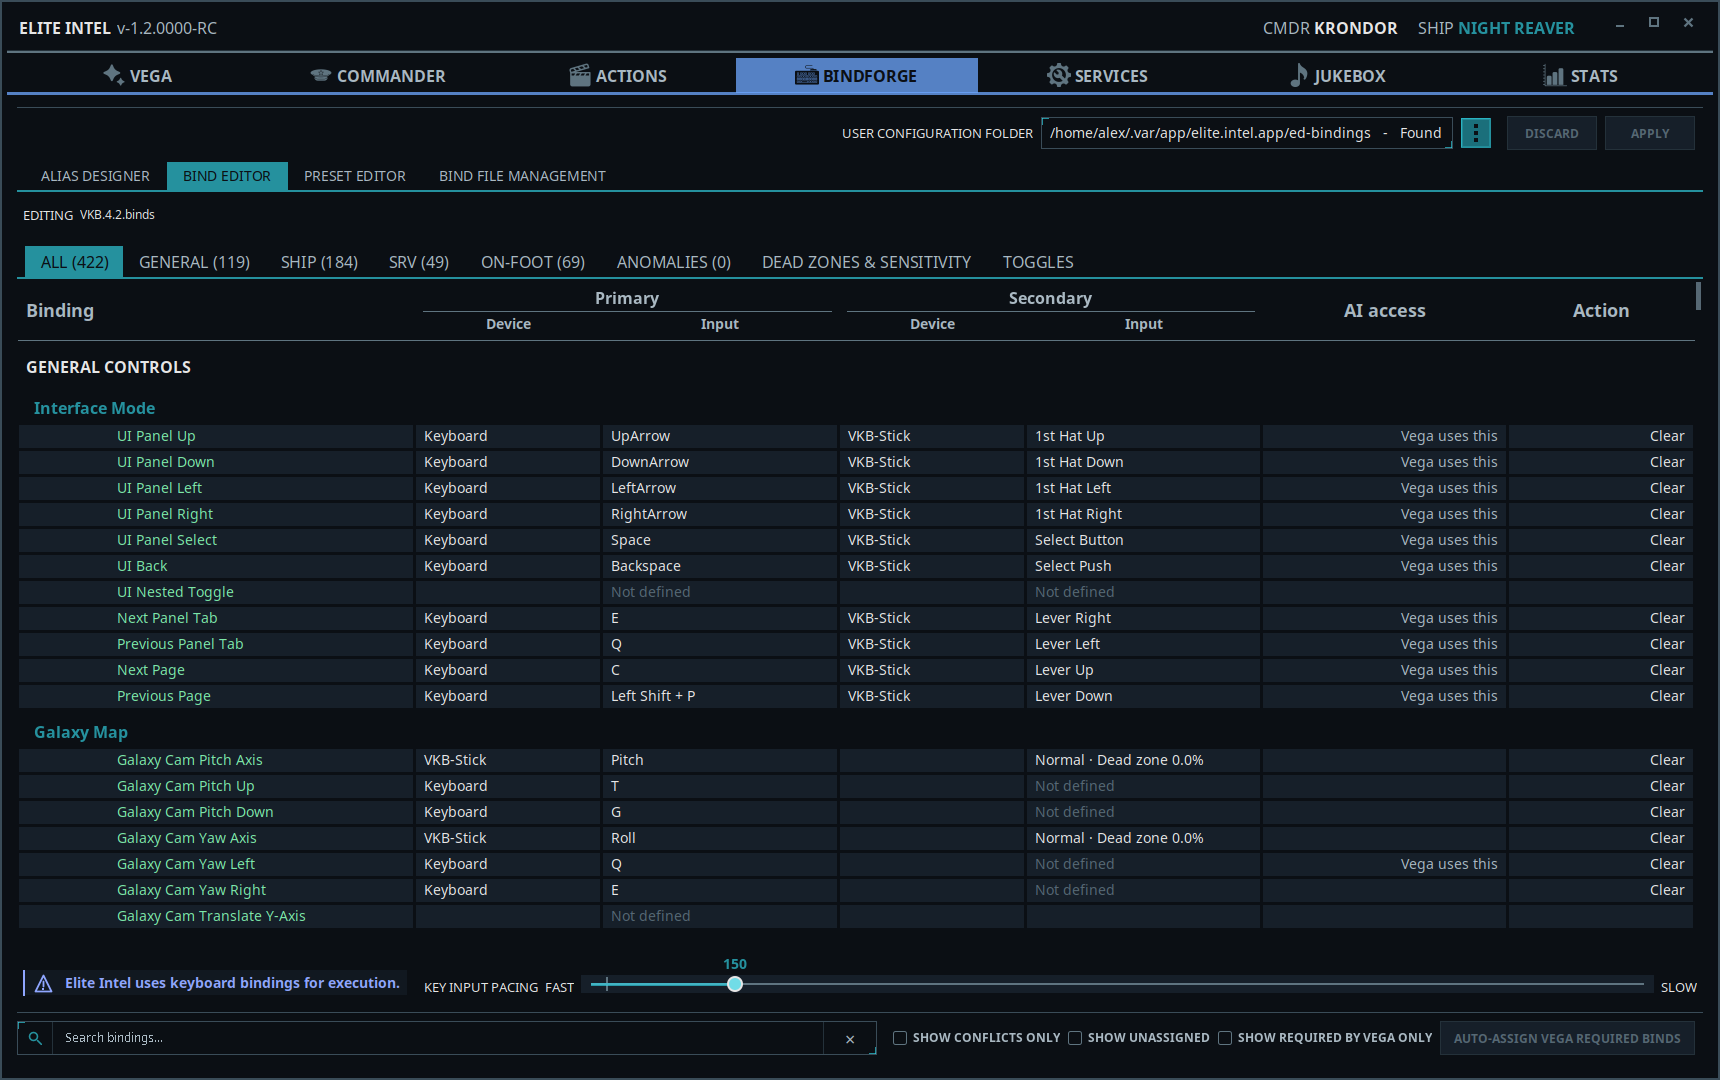 ELITE INTEL v-1.2.0000-RC CMDR KRONDOR SHIP NIGHT REAVER
VEGA COMMANDER ACTIONS BINDFORGE SERVICES JUKEBOX STATS
USER CONFIGURATION FOLDER /home/alex/.var/app/elite.intel.app/ed-bindings - Found DISCARD APPLY
ALIAS DESIGNER BIND EDITOR PRESET EDITOR BIND FILE MANAGEMENT
EDITING VKB.4.2.binds
ALL (422) GENERAL (119) SHIP (184) SRV (49) ON-FOOT (69) ANOMALIES (0) DEAD ZONES & SENSITIVITY TOGGLES
Binding Primary Secondary AI access Action
Device Input Device Input
GENERAL CONTROLS
Interface Mode
UI Panel Up Keyboard UpArrow VKB-Stick 1st Hat Up Vega uses this Clear
UI Panel Down Keyboard DownArrow VKB-Stick 1st Hat Down Vega uses this Clear
UI Panel Left Keyboard LeftArrow VKB-Stick 1st Hat Left Vega uses this Clear
UI Panel Right Keyboard RightArrow VKB-Stick 1st Hat Right Vega uses this Clear
UI Panel Select Keyboard Space VKB-Stick Select Button Vega uses this Clear
UI Back Keyboard Backspace VKB-Stick Select Push Vega uses this Clear
UI Nested Toggle Not defined Not defined
Next Panel Tab Keyboard E VKB-Stick Lever Right Vega uses this Clear
Previous Panel Tab Keyboard Q VKB-Stick Lever Left Vega uses this Clear
Next Page Keyboard C VKB-Stick Lever Up Vega uses this Clear
Previous Page Keyboard Left Shift + P VKB-Stick Lever Down Vega uses this Clear
Galaxy Map
Galaxy Cam Pitch Axis VKB-Stick Pitch Normal · Dead zone 0.0% Clear
Galaxy Cam Pitch Up Keyboard T Not defined Clear
Galaxy Cam Pitch Down Keyboard G Not defined Clear
Galaxy Cam Yaw Axis VKB-Stick Roll Normal · Dead zone 0.0% Clear
Galaxy Cam Yaw Left Keyboard Q Not defined Vega uses this Clear
Galaxy Cam Yaw Right Keyboard E Not defined Clear
Galaxy Cam Translate Y-Axis Not defined
150
Elite Intel uses keyboard bindings for execution. KEY INPUT PACING FAST SLOW
Search bindings... SHOW CONFLICTS ONLY SHOW UNASSIGNED SHOW REQUIRED BY VEGA ONLY AUTO-ASSIGN VEGA REQUIRED BINDS